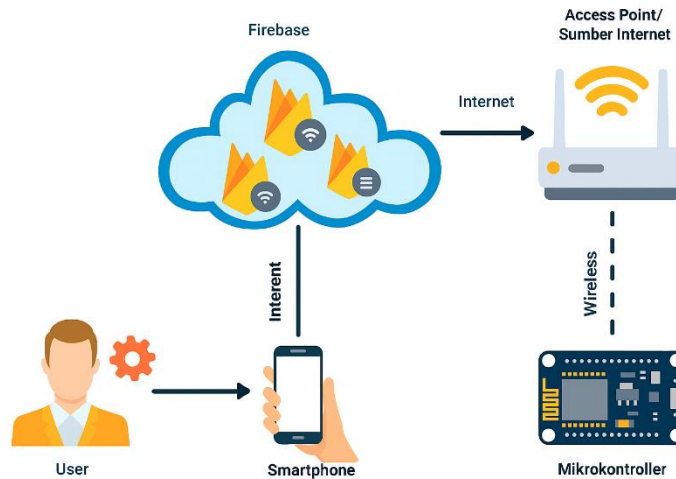 Firebase
Access Point/
Sumber Internet
Internet
Interent
Wireless
User
Smartphone
Mikrokontroller